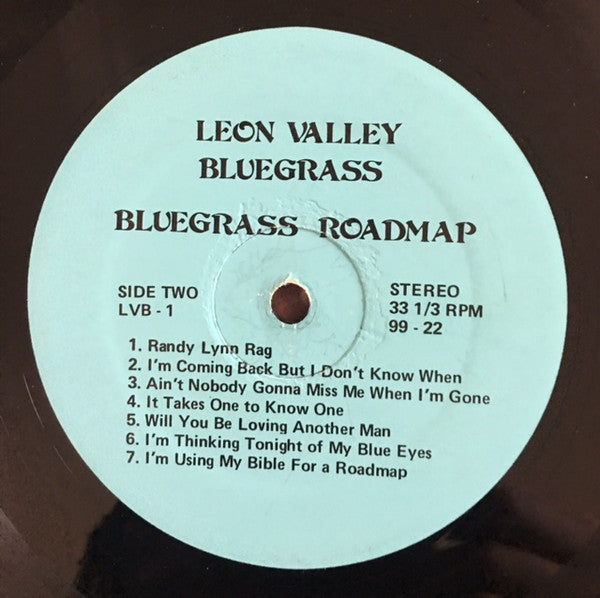 LEON VALLEY
BLUEGRASS
BLUEGRASS ROADMAP
SIDE TWO
LVB - 1
STEREO
33 1/3 RPM
99 - 22
1. Randy Lynn Rag
2. I'm Coming Back But I Don't Know When
3. Ain't Nobody Gonna Miss Me When I'm Gone
4. It Takes One to Know One
5. Will You Be Loving Another Man
6. I'm Thinking Tonight of My Blue Eyes
7. I'm Using My Bible For a Roadmap